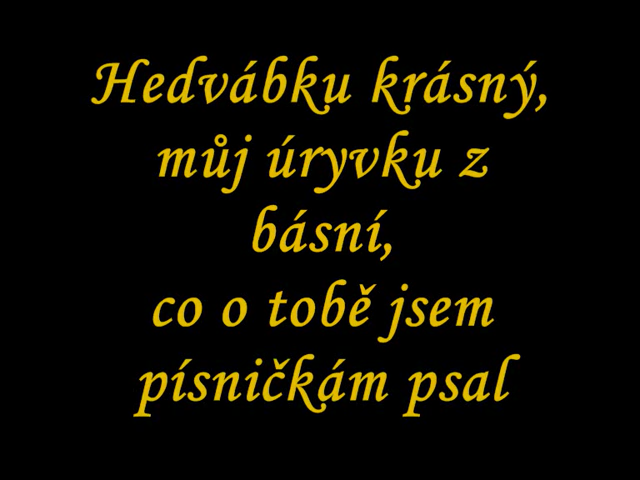 Hedvábku krásný,
můj úryvku z
básní,
co o tobě jsem
písničkám psal